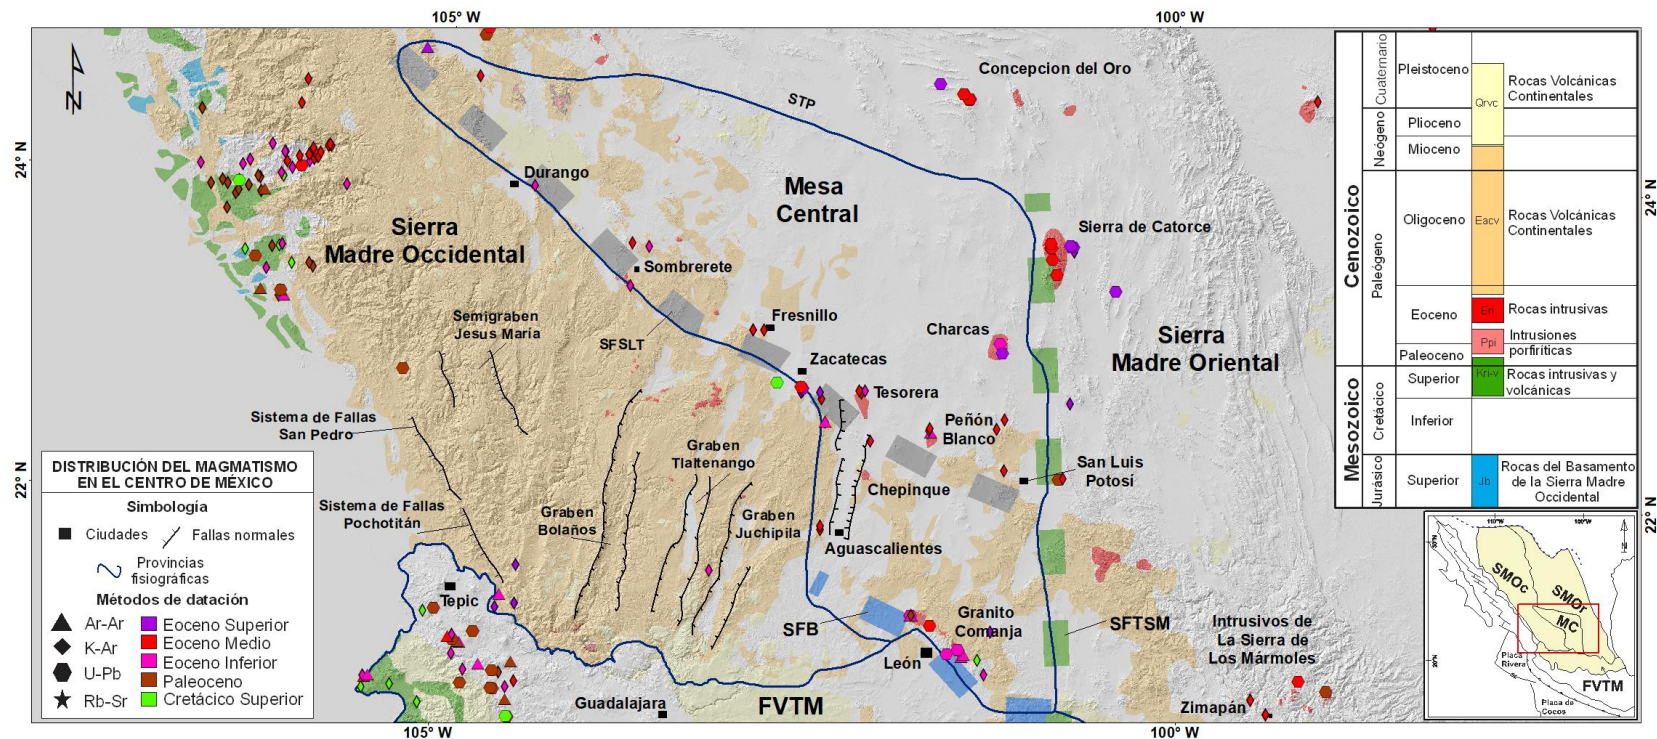 105° W
100° W
24° N
22° N
24° N
22° N
105° W
100° W
N
STP
Concepcion del Oro
Durango
Mesa
Central
Sierra
Madre Occidental
Sierra de Catorce
Sombrerete
Semigraben
Jesus María
SFSLT
Fresnillo
Charcas
Sierra
Madre Oriental
Zacatecas
Tesorera
Sistema de Fallas
San Pedro
Peñón
Blanco
Graben
Tlaltenango
San Luis
Potosí
Chepinque
Sistema de Fallas
Pochotitán
Graben
Bolaños
Graben
Juchipila
Aguascalientes
Tepic
SFB
Granito
Comanja
SFTSM
Intrusivos de
La Sierra de
Los Mármoles
León
Guadalajara
FVTM
Zimapán
DISTRIBUCIÓN DEL MAGMATISMO
EN EL CENTRO DE MÉXICO
Simbología
Ciudades
Fallas normales
Provincias
fisiográficas
Métodos de datación
Ar-Ar
Eoceno Superior
K-Ar
Eoceno Medio
U-Pb
Eoceno Inferior
Paleoceno
Rb-Sr
Cretácico Superior
Cenozoico
Mesozoico
Cuaternario
Neógeno
Paleógeno
Cretácico
Jurásico
Pleistoceno
Plioceno
Mioceno
Oligoceno
Eoceno
Paleoceno
Superior
Inferior
Superior
Qrvc
Rocas Volcánicas
Continentales
Eacv
Rocas Volcánicas
Continentales
En
Rocas intrusivas
Ppi
Intrusiones
porfiríticas
Kri-v
Rocas intrusivas y
volcánicas
Jb
Rocas del Basamento
de la Sierra Madre
Occidental
110°W
100°W
30°N
20°N
N
SMOc
SMOr
MC
Placa
Rivera
FVTM
Placa de
Cocos